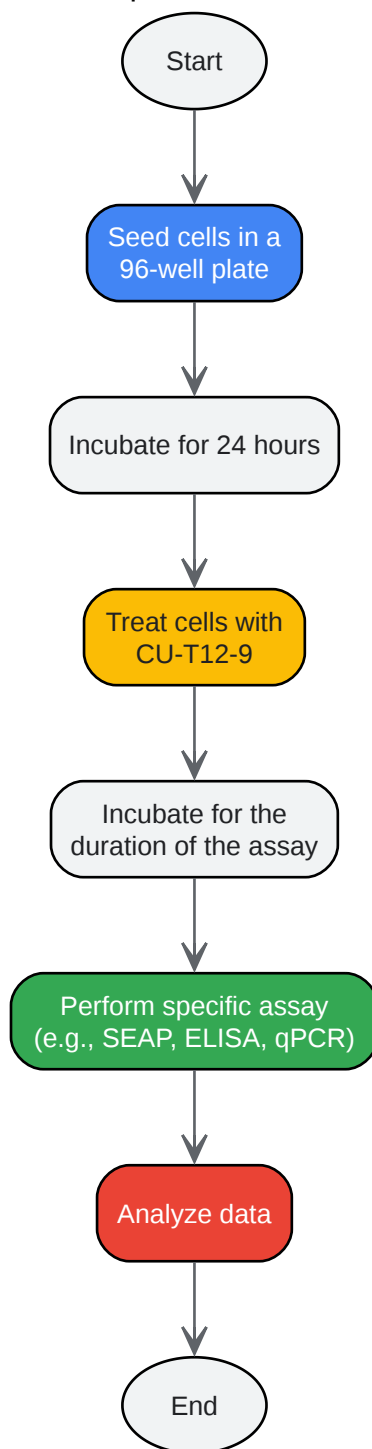 Start
Seed cells in a
96-well plate
Incubate for 24 hours
Treat cells with
CU-T12-9
Incubate for the
duration of the assay
Perform specific assay
(e.g., SEAP, ELISA, qPCR)
Analyze data
End